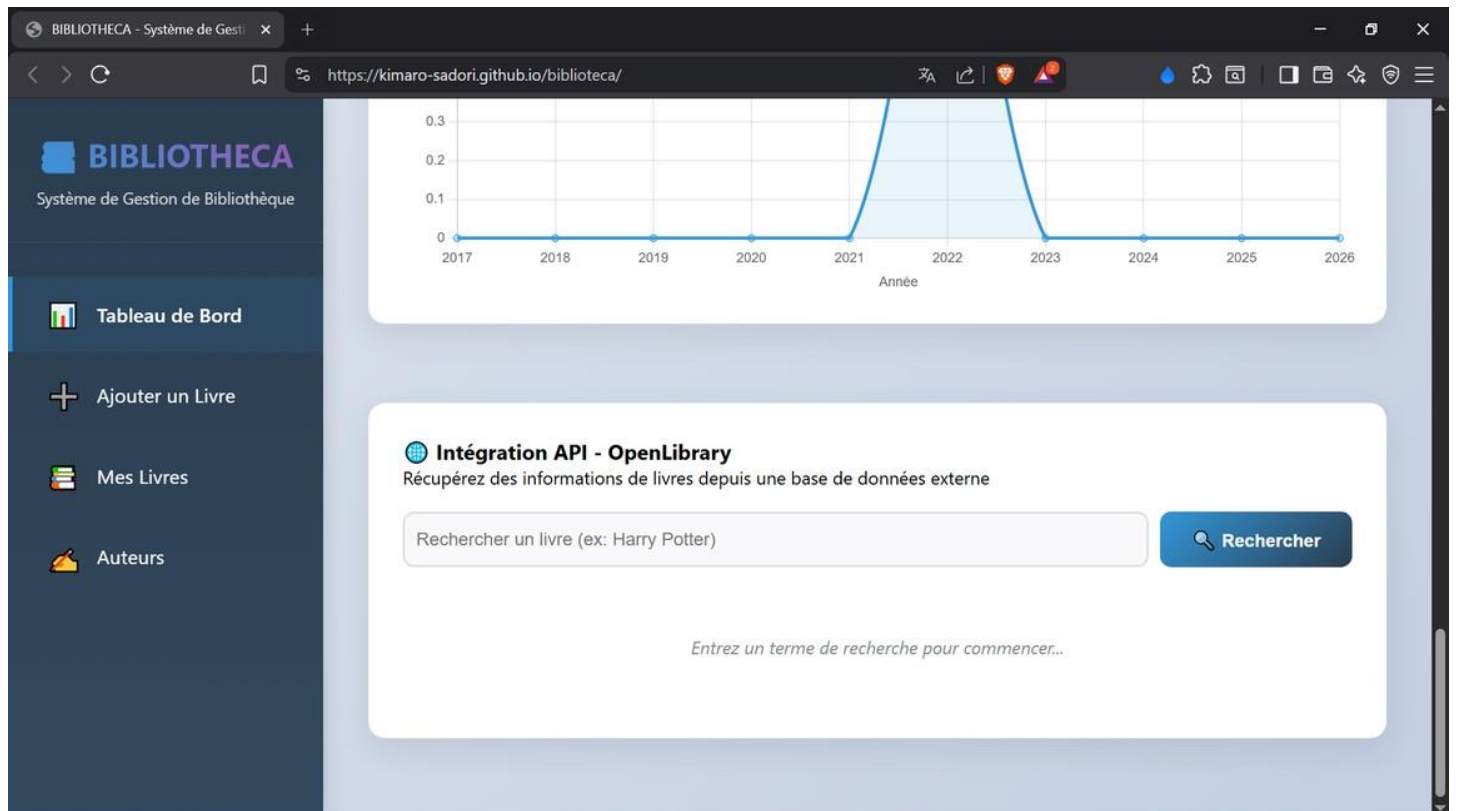 BIBLIOTHECA - Système de Gesti
https://kimaro-sadori.github.io/biblioteca/
BIBLIOTHECA
Système de Gestion de Bibliothèque
Tableau de Bord
Ajouter un Livre
Mes Livres
Auteurs
0.3
0.2
0.1
0
2017 2018 2019 2020 2021 2022 2023 2024 2025 2026
Année
Intégration API - OpenLibrary
Récupérez des informations de livres depuis une base de données externe
Rechercher un livre (ex: Harry Potter)
Rechercher
Entrez un terme de recherche pour commencer...